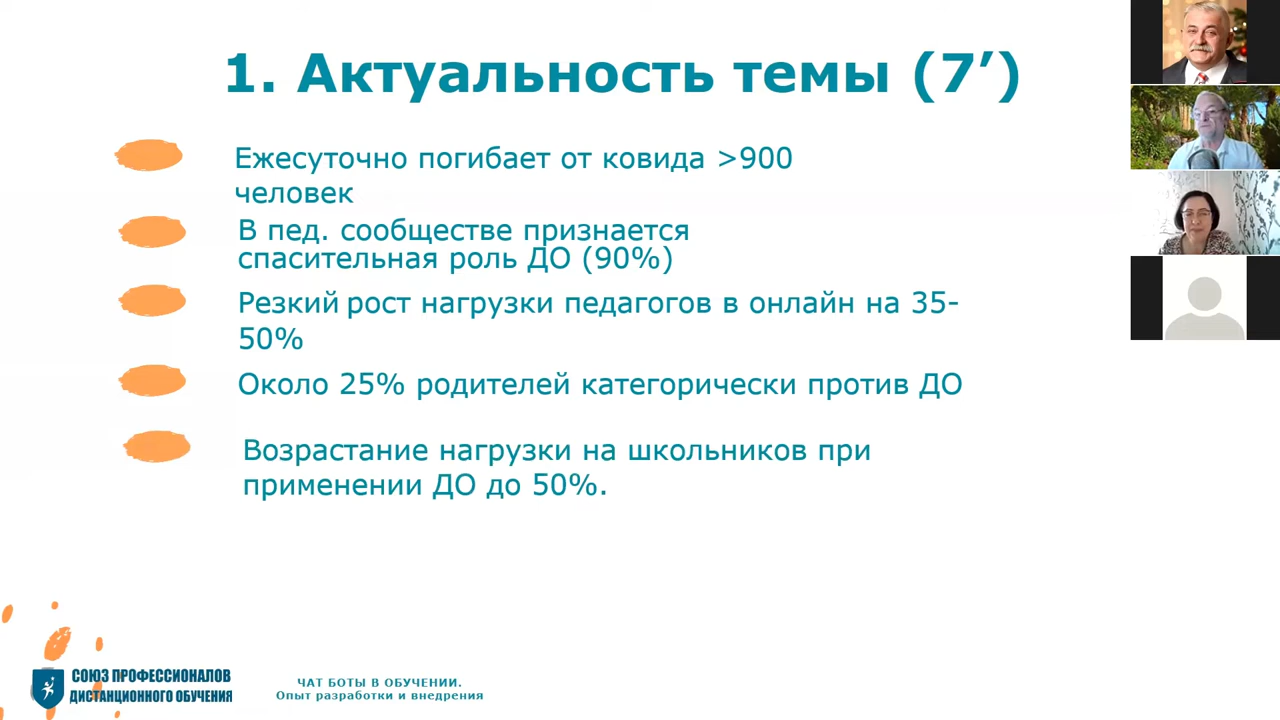 1. Актуальность темы (7’)
Ежесуточно погибает от ковида >900
человек
В пед. сообществе признается
спасительная роль ДО (90%)
Резкий рост нагрузки педагогов в онлайн на 35-
50%
Около 25% родителей категорически против ДО
Возрастание нагрузки на школьников при
применении ДО до 50%.
СОЮЗ ПРОФЕССИОНАЛОВ
ДИСТАНЦИОННОГО ОБУЧЕНИЯ
ЧАТ БОТЫ В ОБУЧЕНИИ.
Опыт разработки и внедрения